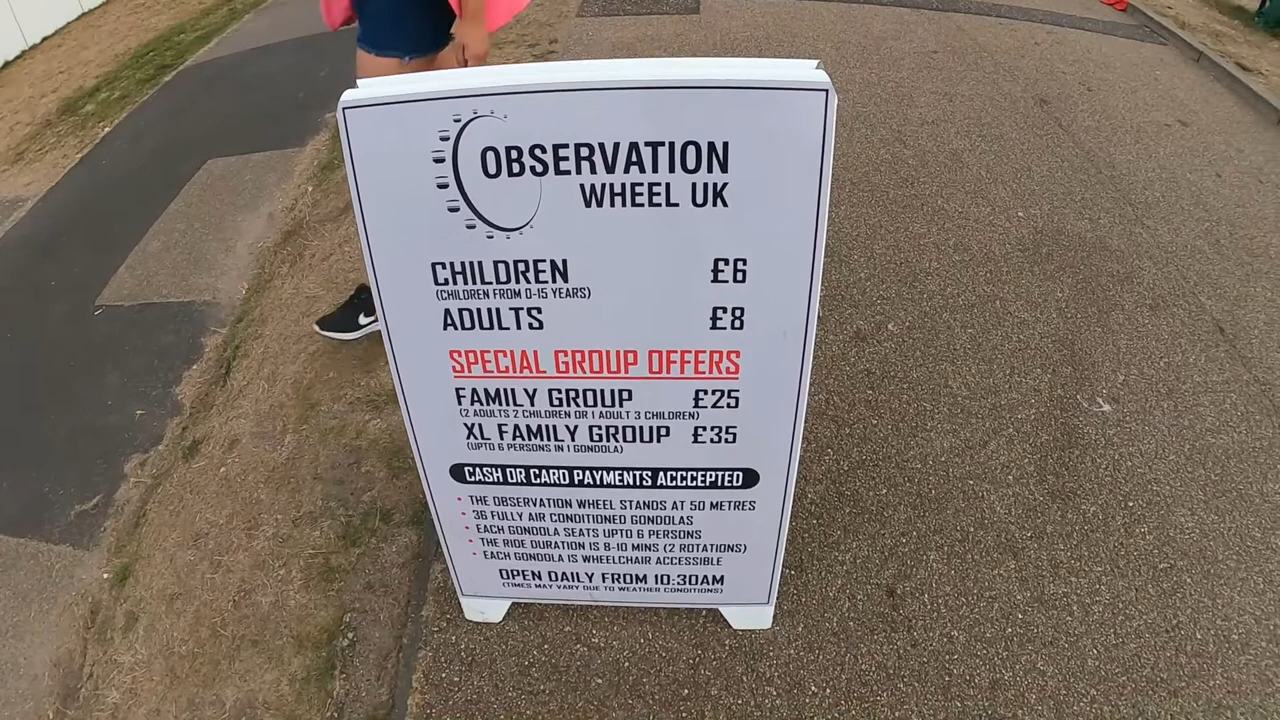 OBSERVATION
WHEEL UK
CHILDREN £6
(CHILDREN FROM 0-15 YEARS)
ADULTS £8
SPECIAL GROUP OFFERS
FAMILY GROUP £25
(2 ADULTS 2 CHILDREN OR 1 ADULT 3 CHILDREN)
XL FAMILY GROUP £35
(UPTO 6 PERSONS IN 1 GONDOLA)
CASH OR CARD PAYMENTS ACCCEPTED
• THE OBSERVATION WHEEL STANDS AT 50 METRES
• 36 FULLY AIR CONDITIONED GONDOLAS
• EACH GONDOLA SEATS UPTO 6 PERSONS
• THE RIDE DURATION IS 8-10 MINS (2 ROTATIONS)
• EACH GONDOLA IS WHEELCHAIR ACCESSIBLE
OPEN DAILY FROM 10:30AM
(TIMES MAY VARY DUE TO WEATHER CONDITIONS)